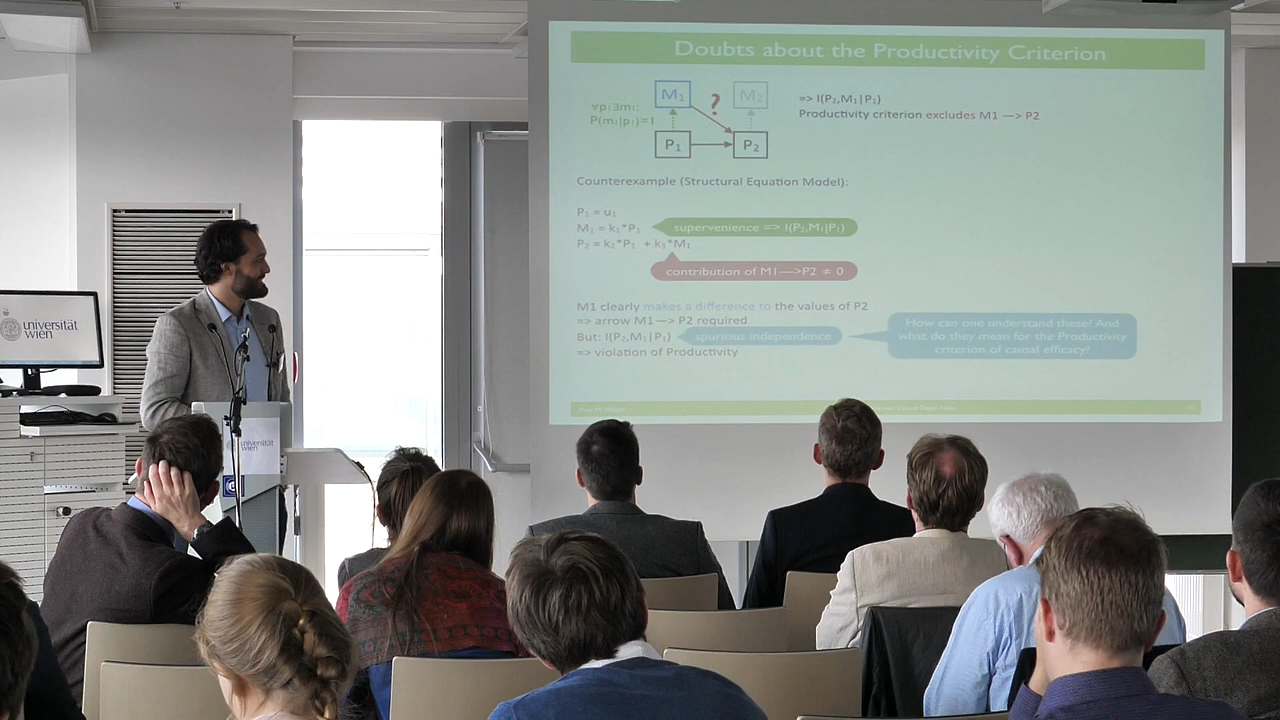 Doubts about the Productivity Criterion
M₁
?
M₂
∀p₁∃m₁:
P(m₁|p₁)=1
P₁
P₂
=> I(P₂,M₁|P₁)
Productivity criterion excludes M1 —> P2
Counterexample (Structural Equation Model):
P₁ = u₁
M₁ = k₁*P₁
supervenience => I(P₂,M₁|P₁)
P₂ = k₂*P₁ + k₃*M₁
contribution of M1—>P2 ≠ 0
M1 clearly makes a difference to the values of P2
=> arrow M1—> P2 required
But: I(P₂,M₁|P₁)
spurious independence
=> violation of Productivity
How can one understand these? And
what do they mean for the Productivity
criterion of causal efficacy?
universität
wien
universität
wien